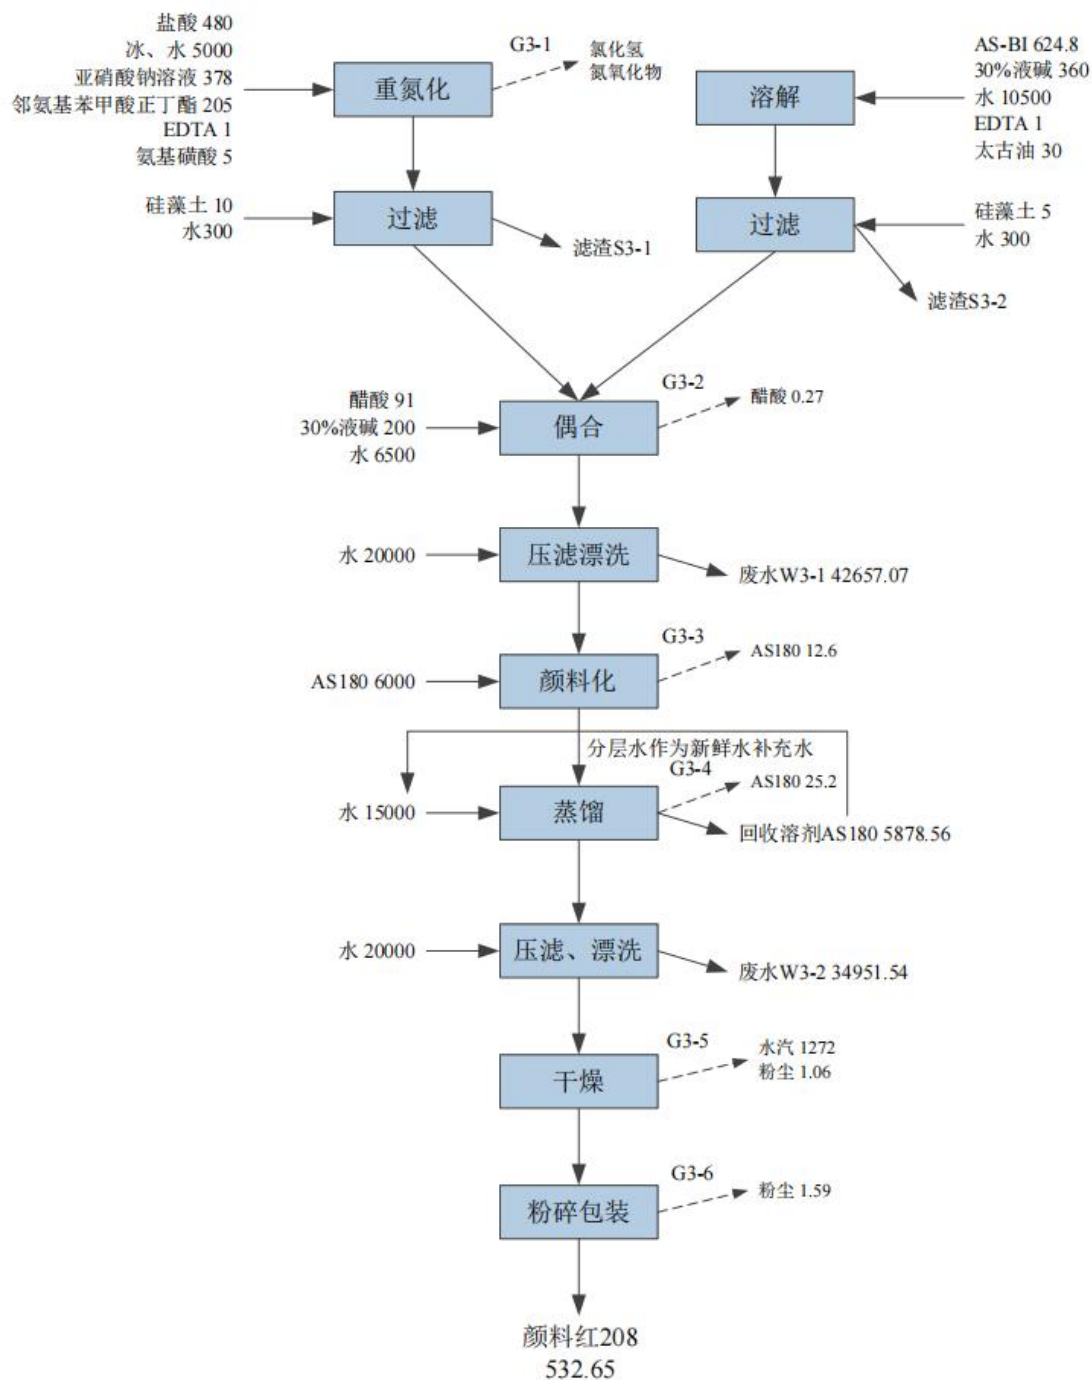 盐酸 480
冰、水 5000
亚硝酸钠溶液 378
邻氨基苯甲酸正丁酯 205
EDTA 1
氨基磺酸 5
重氮化
G3-1
氯化氢
氮氧化物
溶解
AS-BI 624.8
30%液碱 360
水 10500
EDTA 1
太古油 30
硅藻土 10
水300
过滤
滤渣S3-1
过滤
硅藻土 5
水 300
滤渣S3-2
醋酸 91
30%液碱 200
水 6500
偶合
G3-2
醋酸 0.27
水 20000
压滤漂洗
废水W3-1 42657.07
AS180 6000
颜料化
G3-3
AS180 12.6
分层水作为新鲜水补充水
水 15000
蒸馏
G3-4
AS180 25.2
回收溶剂AS180 5878.56
水 20000
压滤、漂洗
废水W3-2 34951.54
干燥
G3-5
水汽 1272
粉尘 1.06
粉碎包装
G3-6
粉尘 1.59
颜料红208
532.65